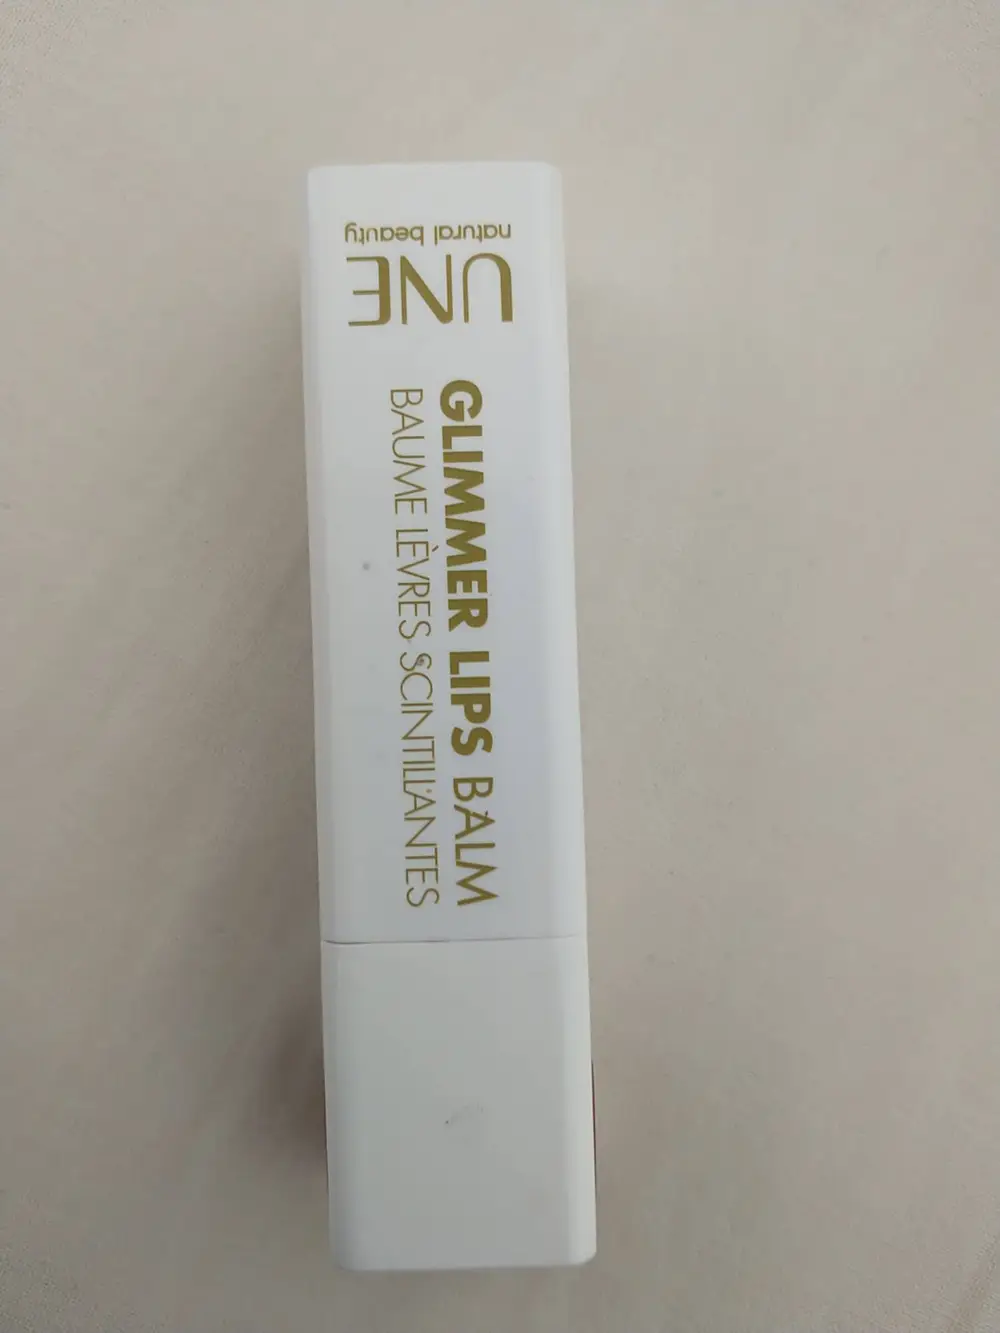 UNE
natural beauty
GLIMMER LIPS BALM
BAUME LÈVRES SCINTILLANTES